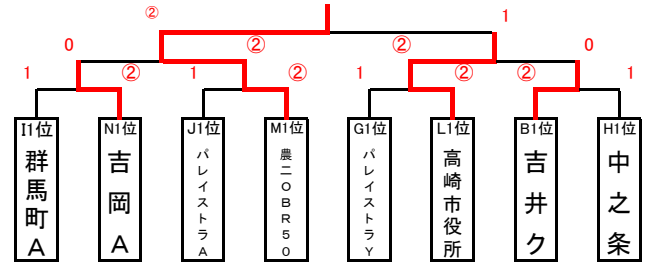 ② 1
0 ② ② 0
1 ② 1 ② 1 ② ② 1
I1位 N1位 J1位 M1位 G1位 L1位 B1位 H1位
群馬町A
吉岡A
パレイストラA
農二OBR50
パレイストラY
高崎市役所
吉井ク
中之条